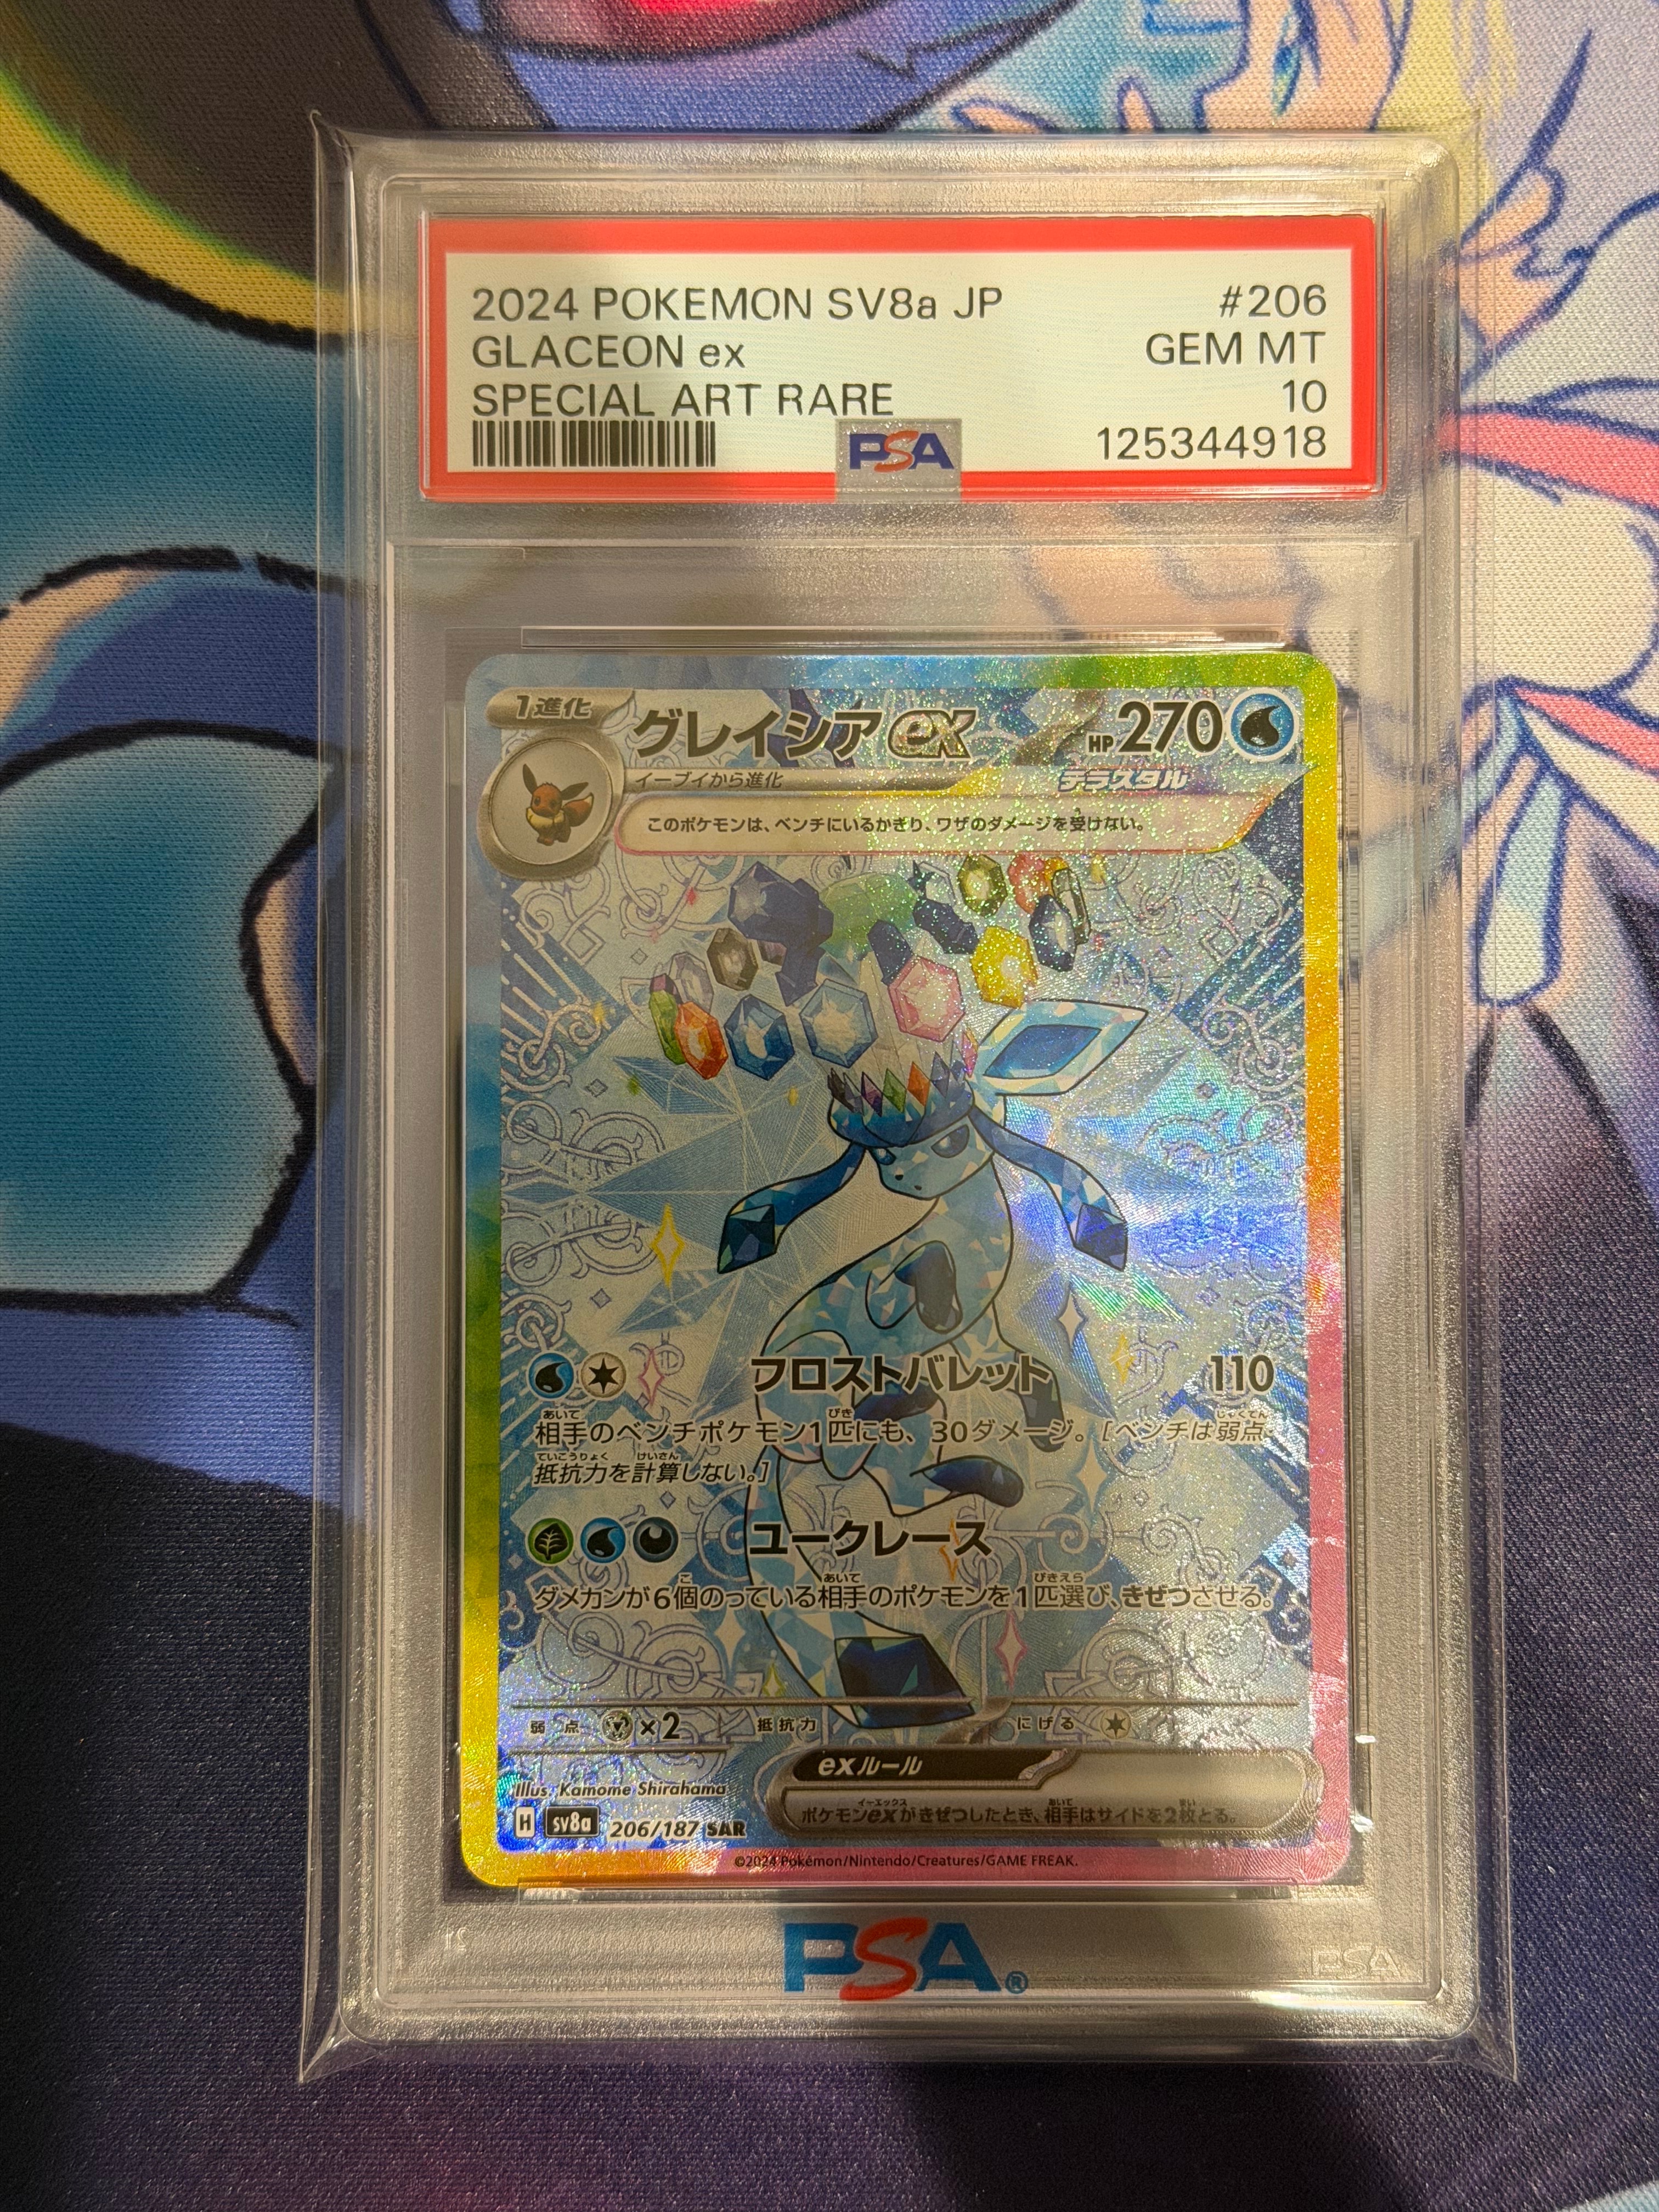 2024 POKEMON SV8a JP #206
GLACEON ex GEM MT
SPECIAL ART RARE 10
PSA 125344918
1進化 グレイシアex HP270
イーブイから進化 テラスタル
このポケモンは、ベンチにいるかぎり、ワザのダメージを受けない。
フロストバレット 110
相手のベンチポケモン1匹にも、30ダメージ。[ベンチは弱点・
抵抗力を計算しない。]
ユークレース
ダメカンが6個のっている相手のポケモンを1匹選び、きぜつさせる。
弱点 ×2 抵抗力 にげる
exルール
ポケモンexがきぜつしたとき、相手はサイドを2枚とる。
Illus. Kamome Shirahama
H sv8a 206/187 SAR
©2024 Pokémon/Nintendo/Creatures/GAME FREAK.
PSA®
PSA